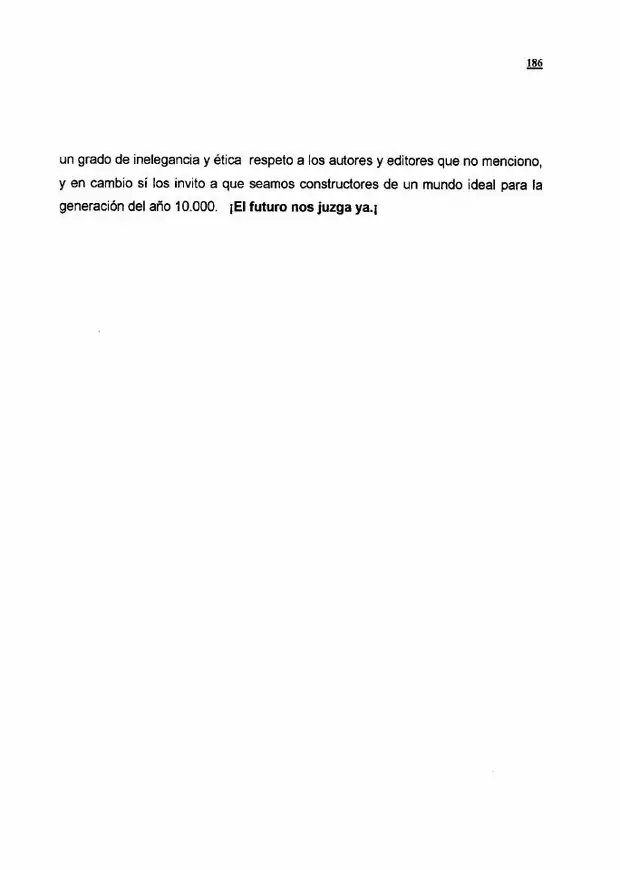 186
un grado de inelegancia y ética  respeto a los autores y editores que no menciono,
y en cambio sí los invito a que seamos constructores de un mundo ideal para la
generación del año 10.000.   ¡El futuro nos juzga ya.¡